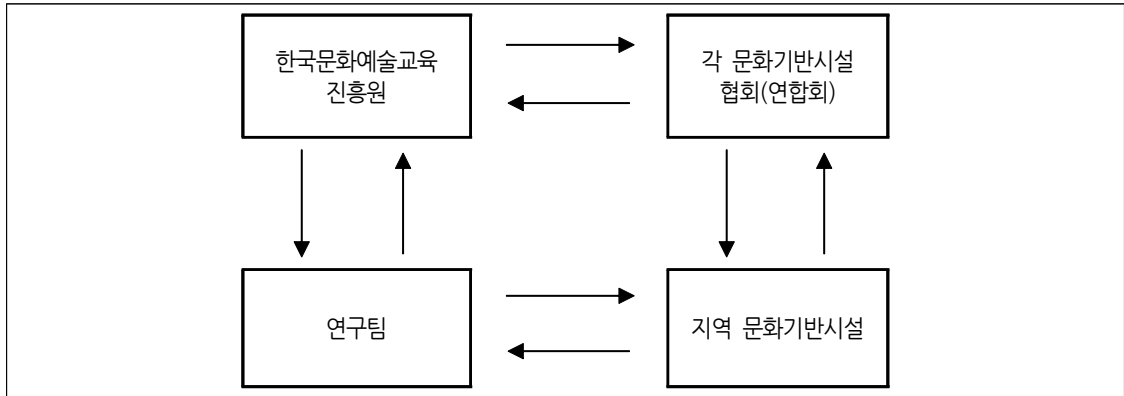 한국문화예술교육
진흥원
각 문화기반시설
협회(연합회)
연구팀
지역 문화기반시설